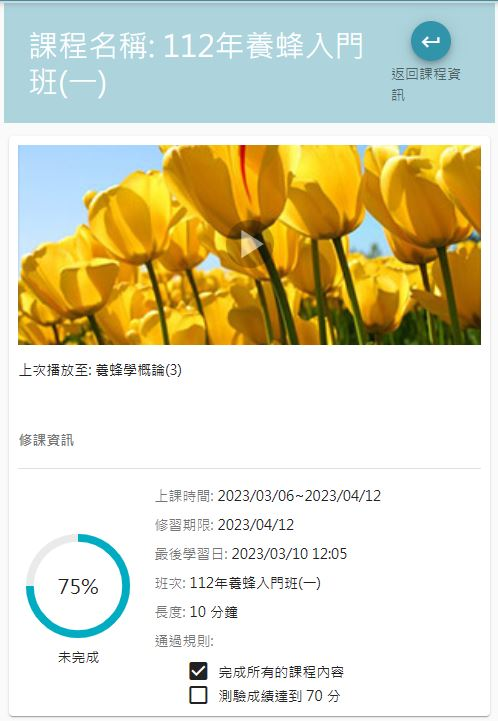 課程名稱: 112年養蜂入門
班(一)
返回課程資
訊
上次播放至: 養蜂學概論(3)
修課資訊
上課時間: 2023/03/06~2023/04/12
修習期限: 2023/04/12
最後學習日: 2023/03/10 12:05
班次: 112年養蜂入門班(一)
長度: 10 分鐘
通過規則:
完成所有的課程內容
測驗成績達到 70 分
75%
未完成